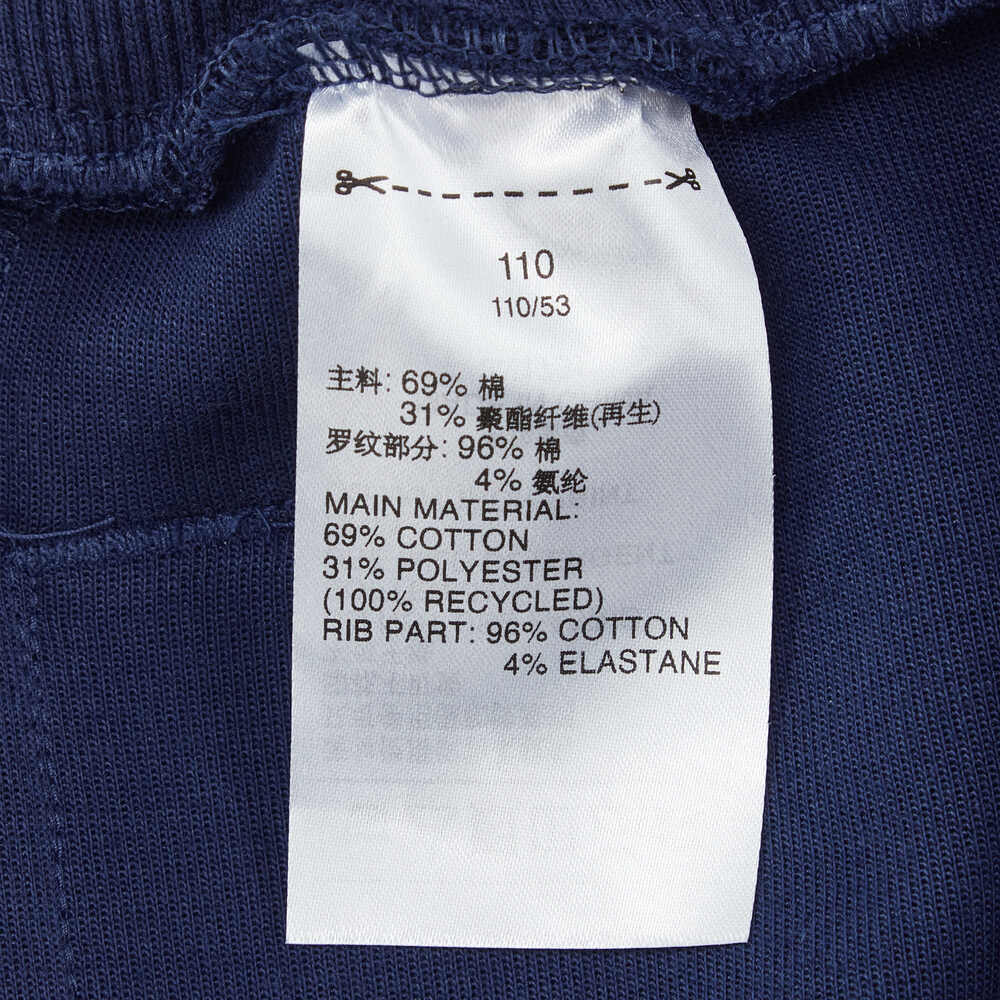 110
110/53
主料: 69% 棉
31% 聚酯纤维(再生)
罗纹部分: 96% 棉
4% 氨纶
MAIN MATERIAL:
69% COTTON
31% POLYESTER
(100% RECYCLED)
RIB PART: 96% COTTON
4% ELASTANE